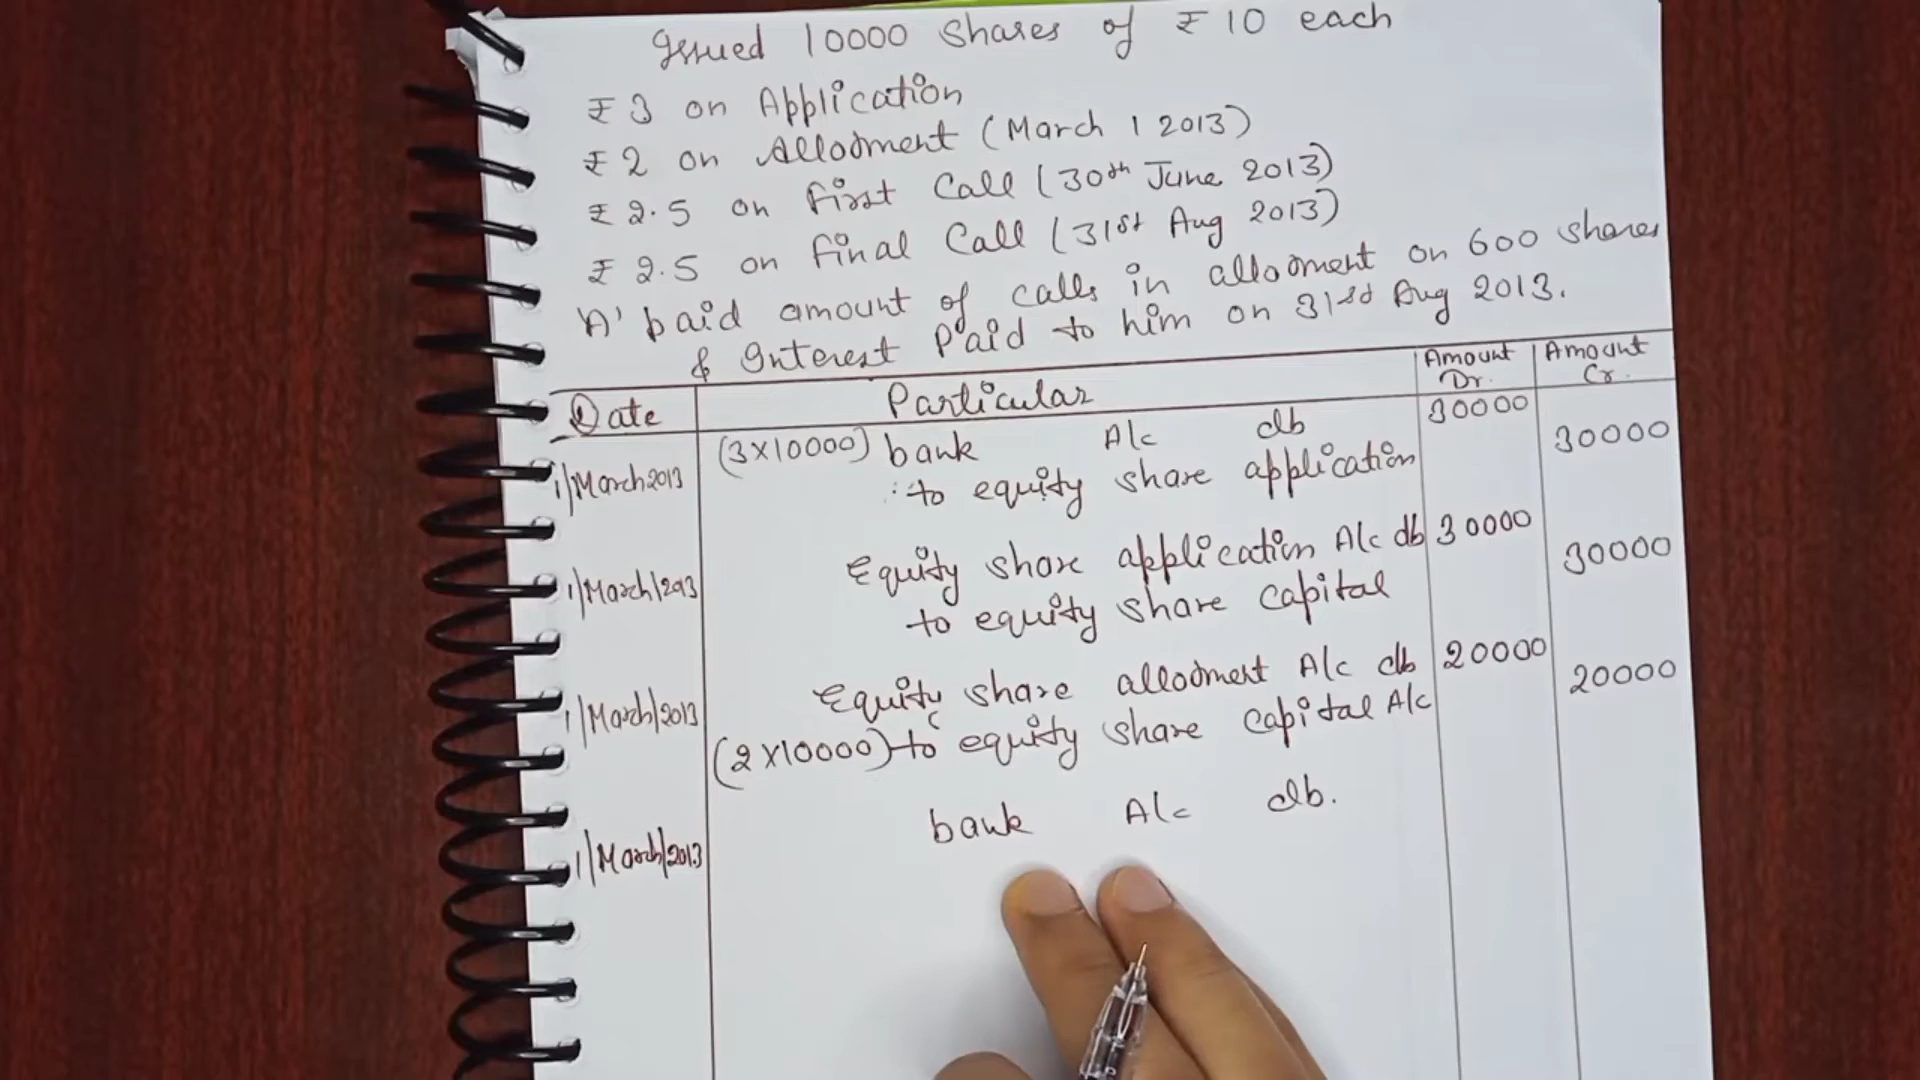 Issued 10000 Shares of ₹ 10 each
₹ 3 on Application
₹ 2 on Allotment (March 1 2013)
₹ 2.5 on first Call (30th June 2013)
₹ 2.5 on final Call (31st Aug 2013)
'A' paid amount of calls in allotment on 600 shares
& Interest Paid to him on 31st Aug 2013.
Date Particular Amount Dr. Amount Cr.
1/March 2013 (3x10000) bank A/c db 30000
to equity share application 30000
1/March/2013 Equity share application A/c db 30000
to equity share capital 30000
1/March/2013 Equity share allotment A/c db 20000
(2x10000) to equity share capital A/c 20000
1/March/2013 bank A/c db.